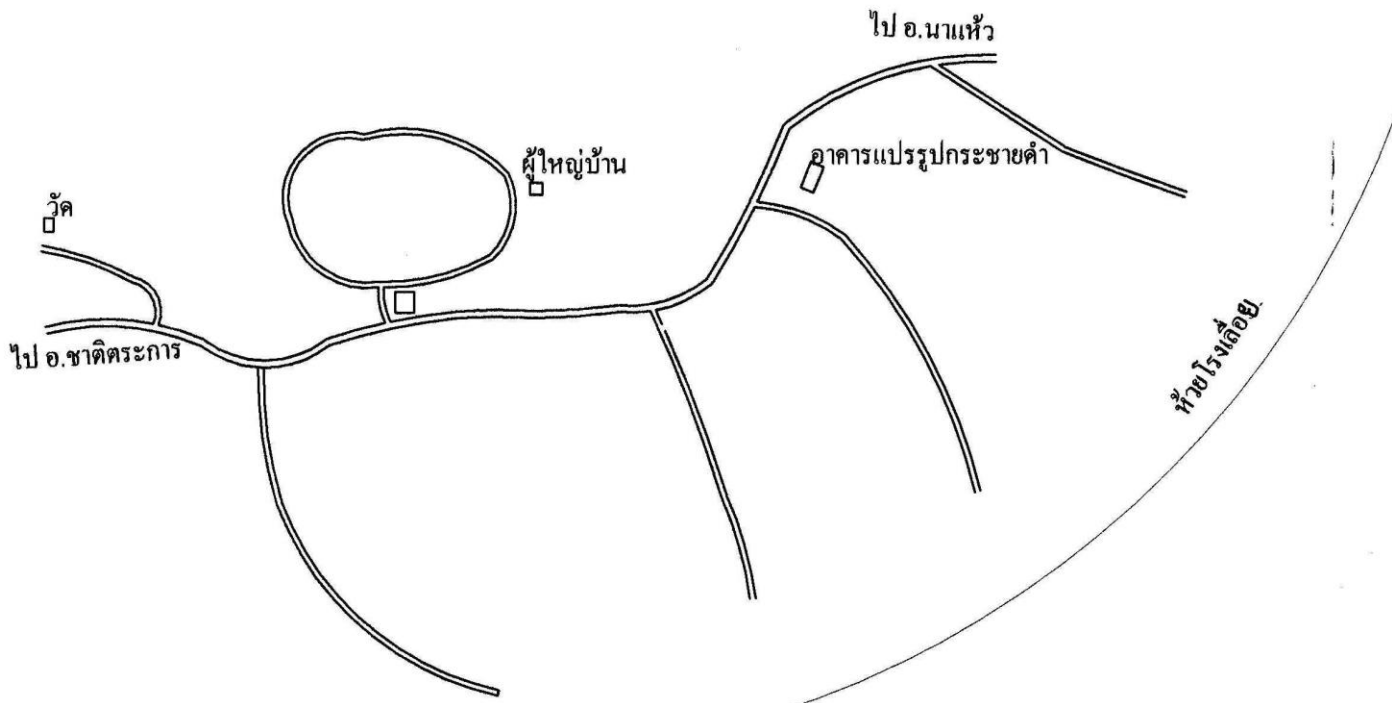 ไป อ.นาแห้ว
อาคารแปรรูปกระชายดำ
ผู้ใหญ่บ้าน
วัด
ไป อ.ชาติตระการ
ห้วยโรงเลื่อย